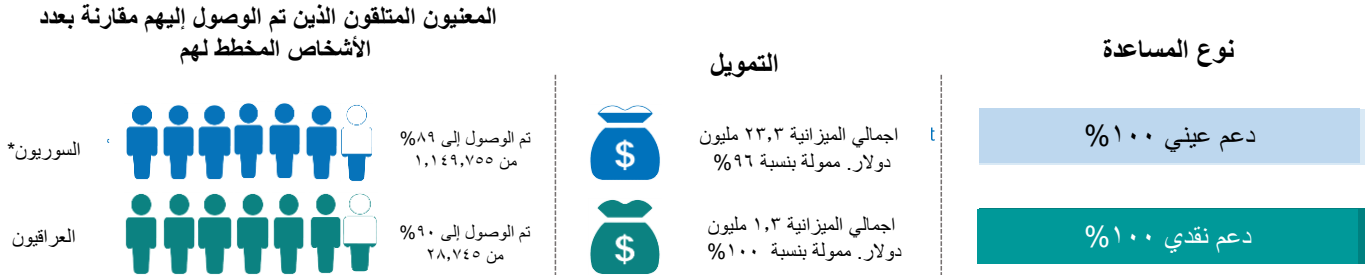 المعنيون المتلقون الذين تم الوصول إليهم مقارنة بعدد
الأشخاص المخطط لهم
التمويل
نوع المساعدة
دعم عيني ١٠٠%
اجمالي الميزانية ٢٣,٣ مليون
دولار. ممولة بنسبة ٩٦%
$
تم الوصول إلى ٨٩%
من ١,١٤٩,٧٥٥
السوريون*
دعم نقدي ١٠٠%
اجمالي الميزانية ١,٣ مليون
دولار. ممولة بنسبة ١٠٠%
$
تم الوصول إلى ٩٠%
من ٢٨,٧٤٥
العراقيون